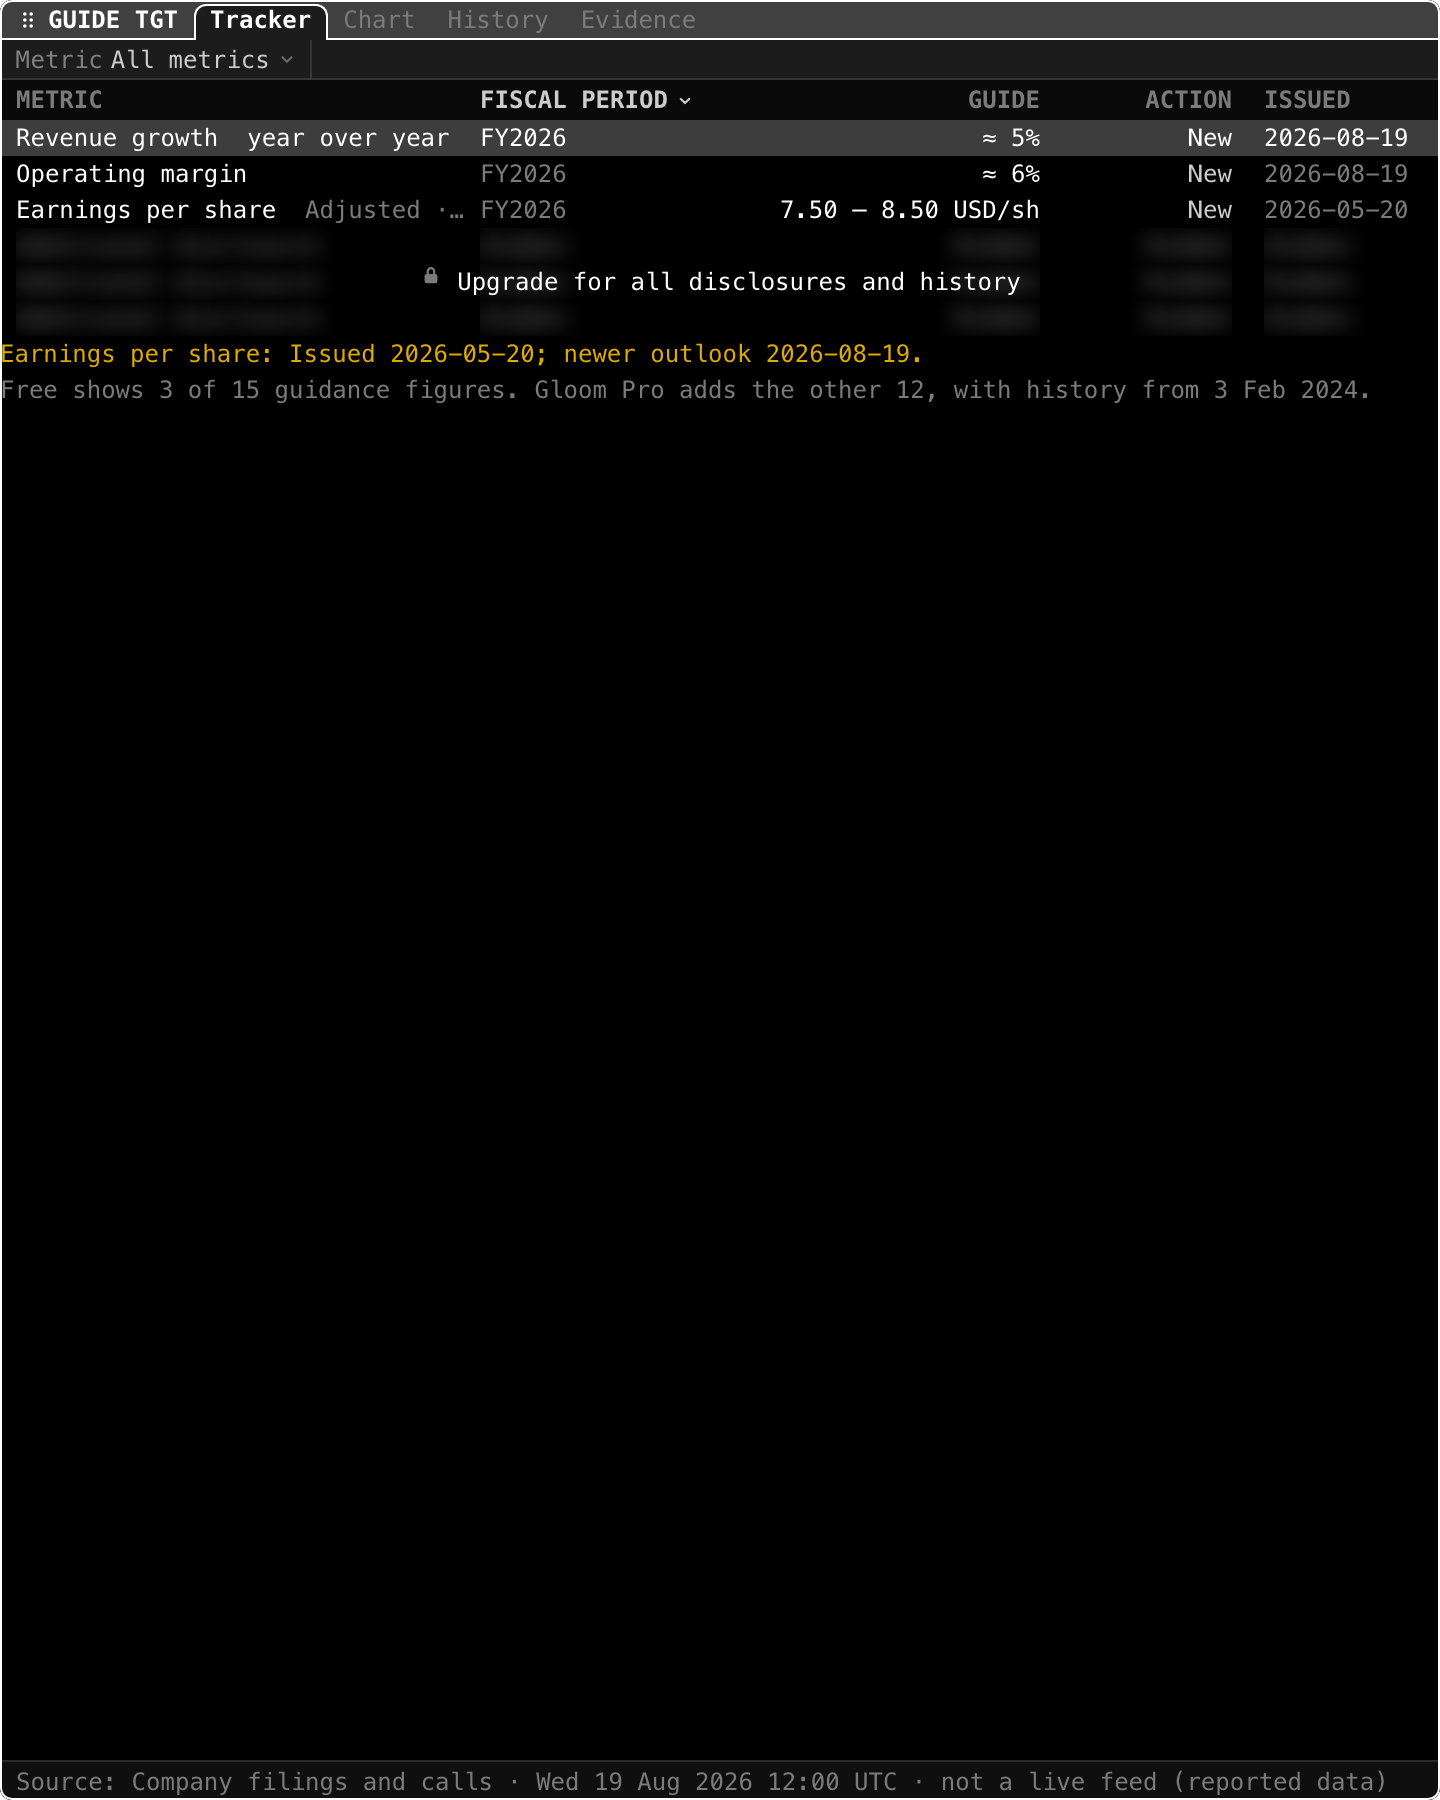 GUIDE TGT Tracker Chart History Evidence
Metric All metrics
METRIC FISCAL PERIOD GUIDE ACTION ISSUED
Revenue growth year over year FY2026 ≈ 5% New 2026-08-19
Operating margin FY2026 ≈ 6% New 2026-08-19
Earnings per share Adjusted ·… FY2026 7.50 – 8.50 USD/sh New 2026-05-20
Upgrade for all disclosures and history
Earnings per share: Issued 2026-05-20; newer outlook 2026-08-19.
Free shows 3 of 15 guidance figures. Gloom Pro adds the other 12, with history from 3 Feb 2024.
Source: Company filings and calls · Wed 19 Aug 2026 12:00 UTC · not a live feed (reported data)